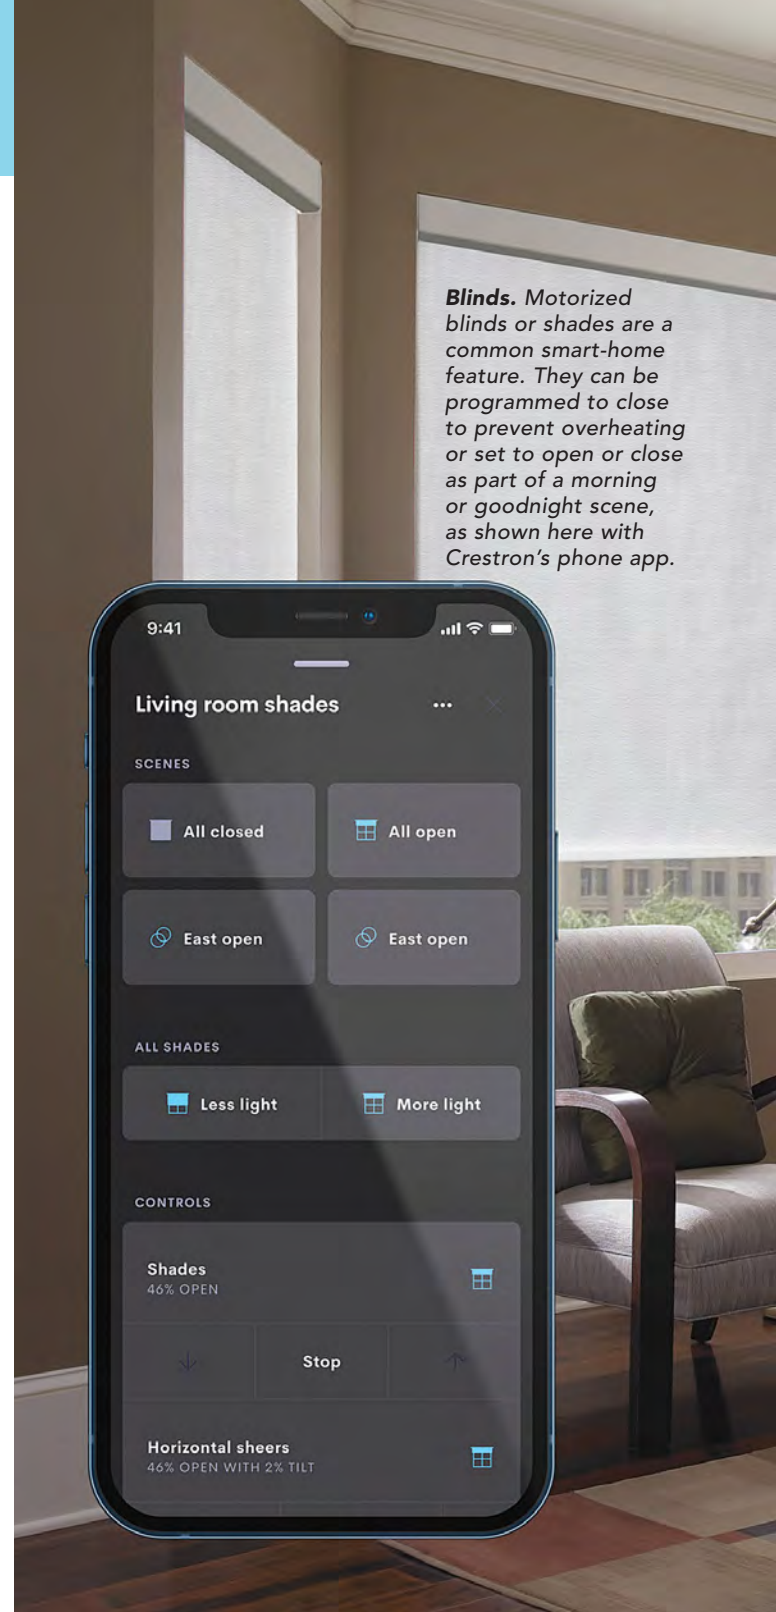 Blinds. Motorized
blinds or shades are a
common smart-home
feature. They can be
programmed to close
to prevent overheating
or set to open or close
as part of a morning
or goodnight scene,
as shown here with
Crestron's phone app.
9:41
Living room shades
SCENES
All closed
All open
East open
East open
ALL SHADES
Less light
More light
CONTROLS
Shades
46% OPEN
Stop
Horizontal sheers
46% OPEN WITH 2% TILT